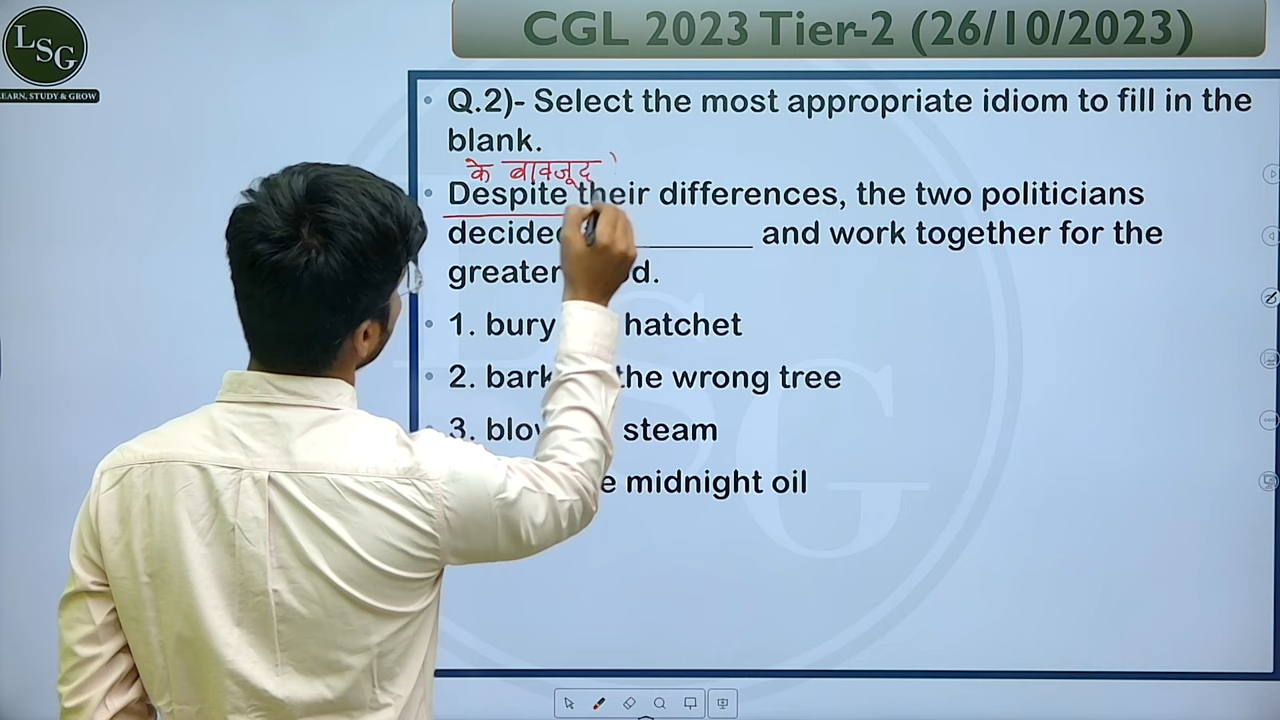 LSG
LEARN, STUDY & GROW
CGL 2023 Tier-2 (26/10/2023)
• Q.2)- Select the most appropriate idiom to fill in the
blank.
के बावजूद
• Despite their differences, the two politicians
and work together for the
greater
• 1. bury hatchet
• 2. bark the wrong tree
• 3. steam
midnight oil